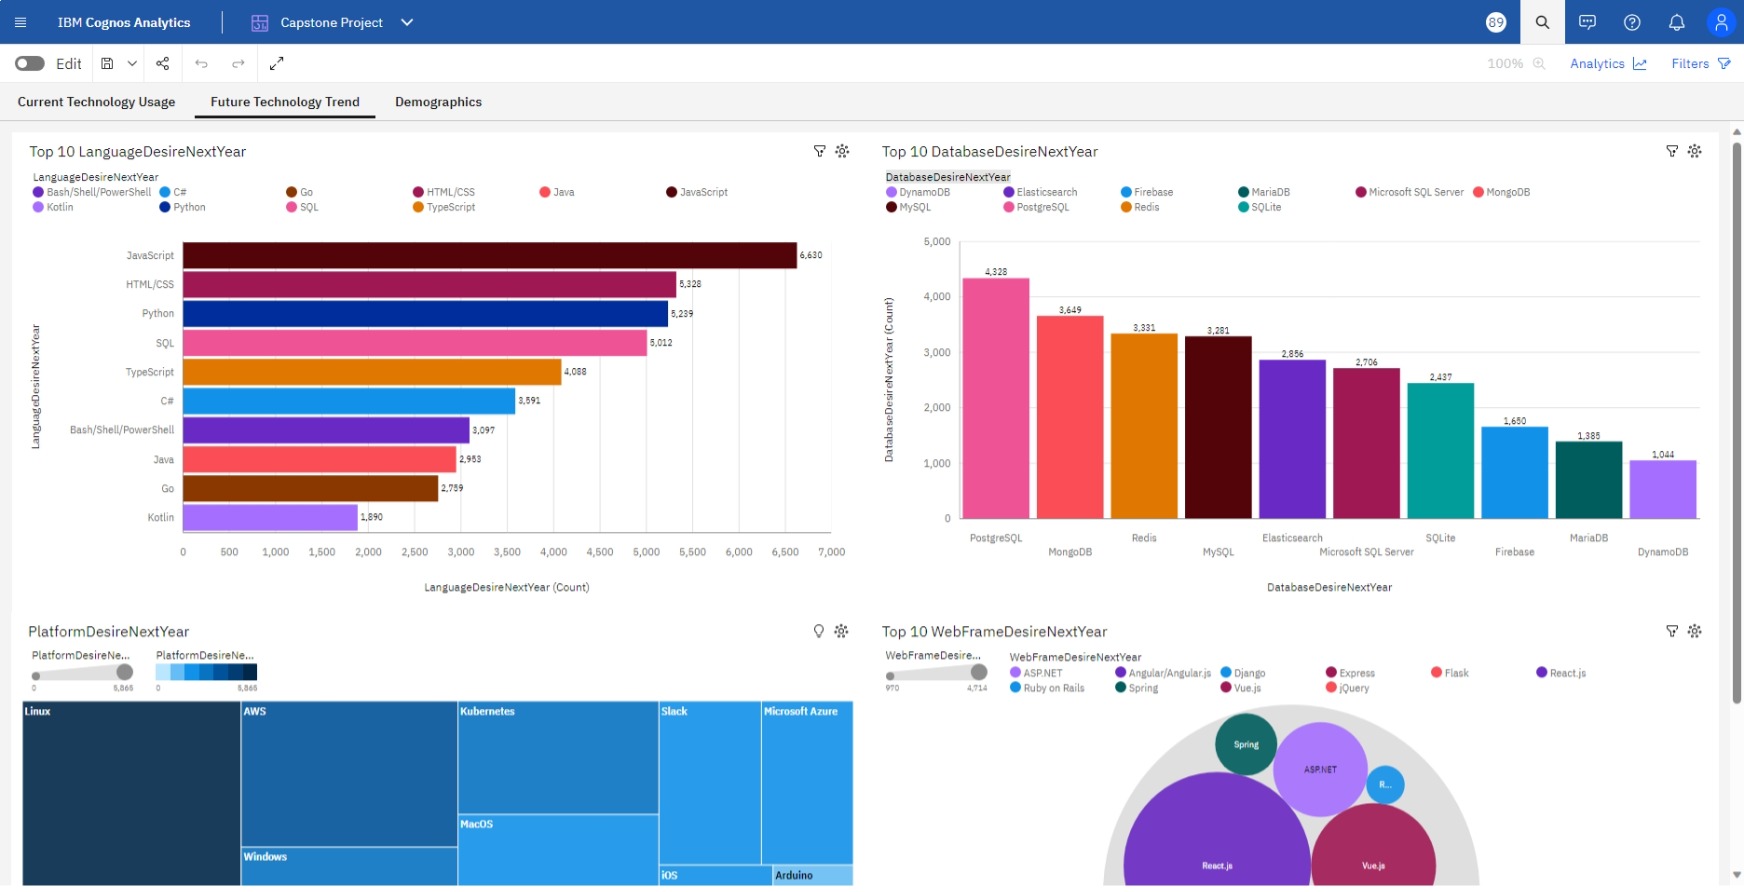 IBM Cognos Analytics
Capstone Project
89
Edit
100%
Analytics
Filters
Current Technology Usage
Future Technology Trend
Demographics
Top 10 LanguageDesireNextYear
LanguageDesireNextYear
Bash/Shell/PowerShell
C#
Go
HTML/CSS
Java
JavaScript
Kotlin
Python
SQL
TypeScript
LanguageDesireNextYear
JavaScript
6,630
HTML/CSS
5,328
Python
5,239
SQL
5,012
TypeScript
4,088
C#
3,591
Bash/Shell/PowerShell
3,097
Java
2,953
Go
2,759
Kotlin
1,890
0 500 1,000 1,500 2,000 2,500 3,000 3,500 4,000 4,500 5,000 5,500 6,000 6,500 7,000
LanguageDesireNextYear (Count)
Top 10 DatabaseDesireNextYear
DatabaseDesireNextYear
DynamoDB
Elasticsearch
Firebase
MariaDB
Microsoft SQL Server
MongoDB
MySQL
PostgreSQL
Redis
SQLite
DatabaseDesireNextYear (Count)
5,000
4,000
3,000
2,000
1,000
0
4,328
3,649
3,331
3,281
2,856
2,706
2,437
1,650
1,385
1,044
PostgreSQL
MongoDB
Redis
MySQL
Elasticsearch
Microsoft SQL Server
SQLite
Firebase
MariaDB
DynamoDB
DatabaseDesireNextYear
PlatformDesireNextYear
PlatformDesireNe...
0 5,865
PlatformDesireNe...
0 5,865
Linux
AWS
Windows
Kubernetes
MacOS
Slack
Microsoft Azure
iOS
Arduino
Top 10 WebFrameDesireNextYear
WebFrameDesire...
970 4,714
WebFrameDesireNextYear
ASP.NET
Angular/Angular.js
Django
Express
Flask
React.js
Ruby on Rails
Spring
Vue.js
jQuery
Spring
ASP.NET
R...
React.js
Vue.js